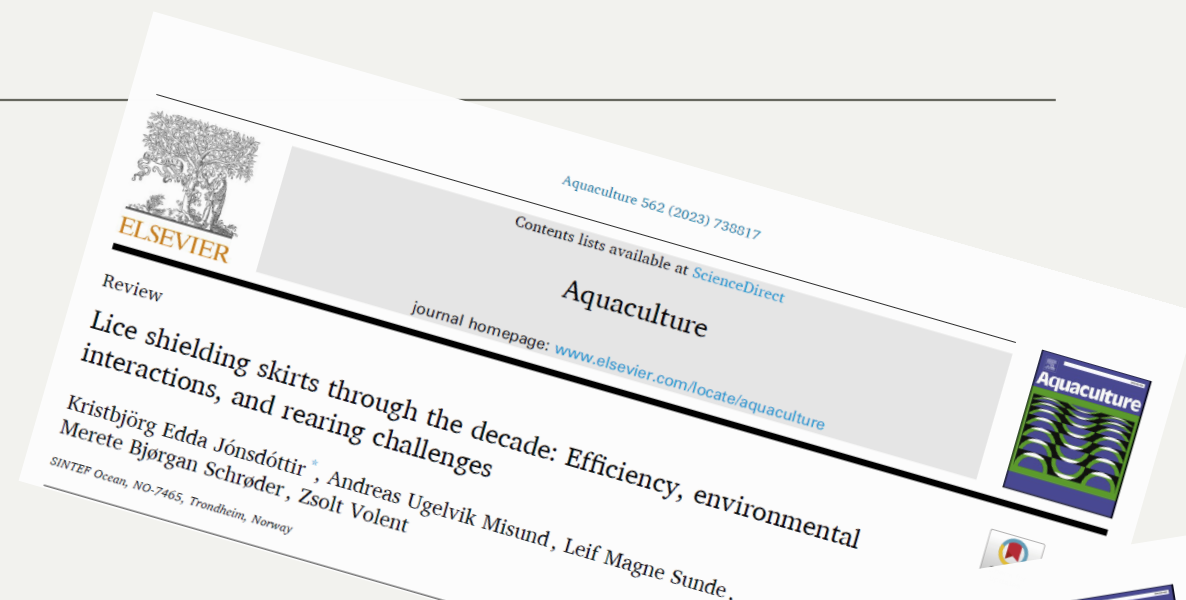 Aquaculture 562 (2023) 738817
Contents lists available at ScienceDirect
Aquaculture
journal homepage: www.elsevier.com/locate/aquaculture
ELSEVIER
Aquaculture
Review
Lice shielding skirts through the decade: Efficiency, environmental
interactions, and rearing challenges
Kristbjörg Edda Jónsdóttir *, Andreas Ugelvik Misund, Leif Magne Sunde,
Merete Bjørgan Schrøder, Zsolt Volent
SINTEF Ocean, NO-7465, Trondheim, Norway